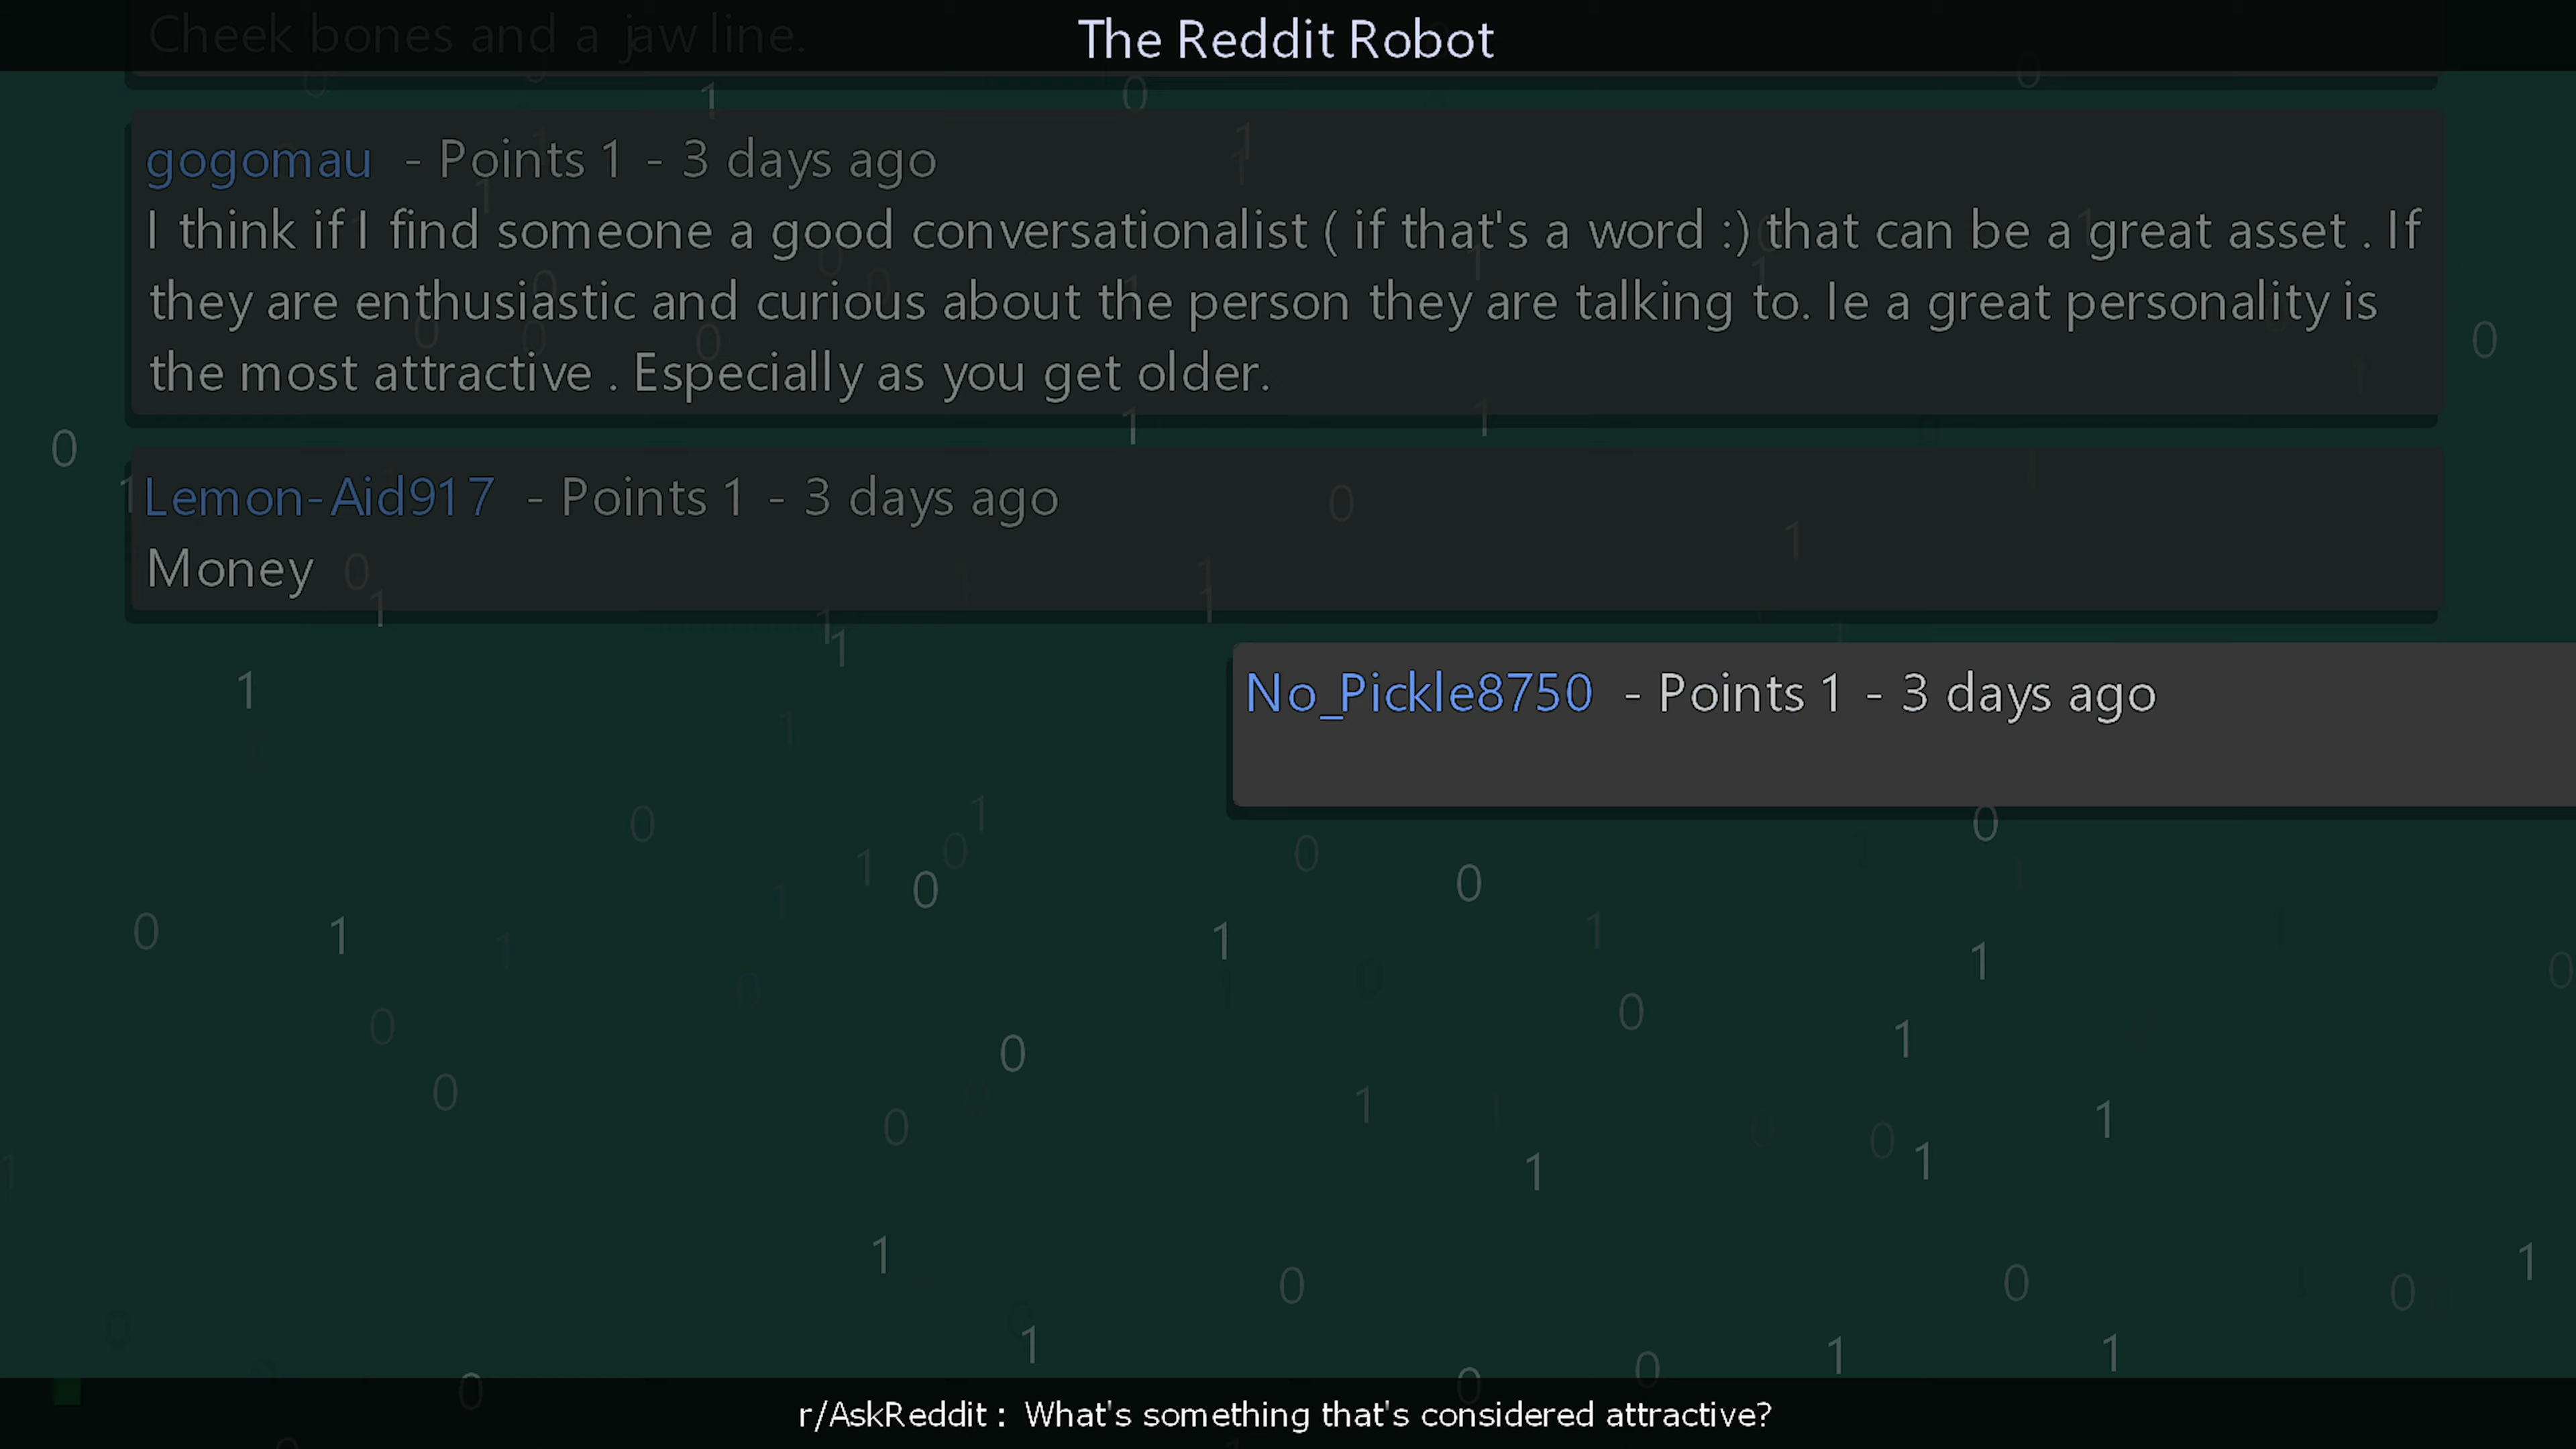 Cheek bones and a jaw line.
The Reddit Robot
gogomau - Points 1 - 3 days ago
I think if I find someone a good conversationalist ( if that's a word :) that can be a great asset . If
they are enthusiastic and curious about the person they are talking to. Ie a great personality is
the most attractive . Especially as you get older.
Lemon-Aid917 - Points 1 - 3 days ago
Money
No_Pickle8750 - Points 1 - 3 days ago
r/AskReddit : What's something that's considered attractive?